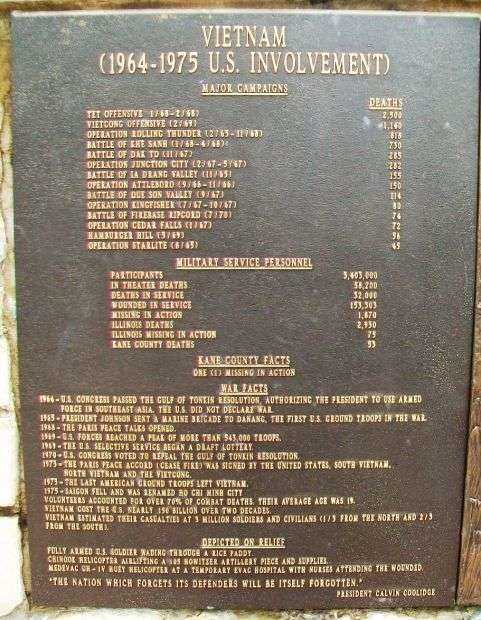 VIETNAM
(1964-1975 U.S. INVOLVEMENT)
MAJOR CAMPAIGNS
DEATHS
TET OFFENSIVE 1/68-2/68) 2,500
VIETCONG OFFENSIVE (2/69) 1,140
OPERATION ROLLING THUNDER (2/65-11/68) 818
BATTLE OF KHE SANH (1/68-4/68) 730
BATTLE OF DAK TO (11/67) 285
OPERATION JUNCTION CITY (2/67-5/67) 282
BATTLE OF IA DRANG VALLEY (11/65) 155
OPERATION ATTLEBORO (9/66-11/66) 150
BATTLE OF QUE SON VALLEY (9/67) 114
OPERATION KINGFISHER (7/67-10/67) 80
BATTLE OF FIREBASE RIPCORD (7/70) 74
OPERATION CEDAR FALLS (1/67) 72
HAMBURGER HILL (5/69) 56
OPERATION STARLITE (8/65) 45
MILITARY SERVICE PERSONNEL
PARTICIPANTS 3,403,000
IN THEATER DEATHS 58,200
DEATHS IN SERVICE 32,000
WOUNDED IN SERVICE 153,303
MISSING IN ACTION 1,870
ILLINOIS DEATHS 2,930
ILLINOIS MISSING IN ACTION 75
KANE COUNTY DEATHS 53
KANE COUNTY FACTS
ONE (1) MISSING IN ACTION
WAR FACTS
1964-U.S. CONGRESS PASSED THE GULF OF TONKIN RESOLUTION, AUTHORIZING THE PRESIDENT TO USE ARMED
FORCE IN SOUTHEAST ASIA. THE U.S. DID NOT DECLARE WAR.
1965-PRESIDENT JOHNSON SENT A MARINE BRIGADE TO DANANG, THE FIRST U.S. GROUND TROOPS IN THE WAR.
1968-THE PARIS PEACE TALKS OPENED.
1969-U.S. FORCES REACHED A PEAK OF MORE THAN 543,000 TROOPS.
1969-THE U.S. SELECTIVE SERVICE BEGAN A DRAFT LOTTERY.
1970-U.S. CONGRESS VOTED TO REPEAL THE GULF OF TONKIN RESOLUTION.
1973-THE PARIS PEACE ACCORD (CEASE FIRE) WAS SIGNED BY THE UNITED STATES, SOUTH VIETNAM,
NORTH VIETNAM AND THE VIETCONG.
1973-THE LAST AMERICAN GROUND TROOPS LEFT VIETNAM.
1975-SAIGON FELL AND WAS RENAMED HO CHI MINH CITY
VOLUNTEERS ACCOUNTED FOR OVER 70% OF COMBAT DEATHS. THEIR AVERAGE AGE WAS 19.
VIETNAM COST THE U.S. NEARLY 150 BILLION OVER TWO DECADES.
VIETNAM ESTIMATED THEIR CASUALTIES AT 3 MILLION SOLDIERS AND CIVILIANS (1/3 FROM THE NORTH AND 2/3
FROM THE SOUTH).
DEPICTED ON RELIEF
FULLY ARMED U.S. SOLDIER WADING THROUGH A RICE PADDY.
CHINOOK HELICOPTER AIRLIFTING A 105 HOWITZER ARTILLERY PIECE AND SUPPLIES.
MEDEVAC UH-1V HUEY HELICOPTER AT A TEMPORARY EVAC HOSPITAL WITH NURSES ATTENDING THE WOUNDED.
"THE NATION WHICH FORGETS ITS DEFENDERS WILL BE ITSELF FORGOTTEN."
PRESIDENT CALVIN COOLIDGE